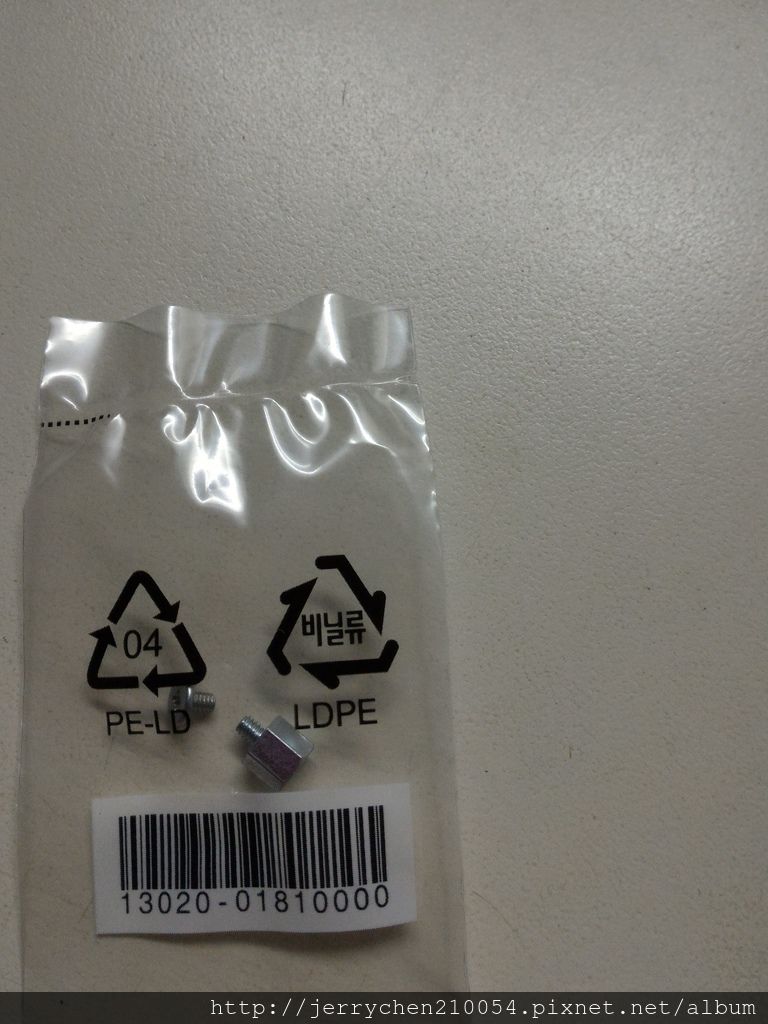 04
PE-LD
비닐류
LDPE
13020-01810000
http://jerrychen210054.pixnet.net/album